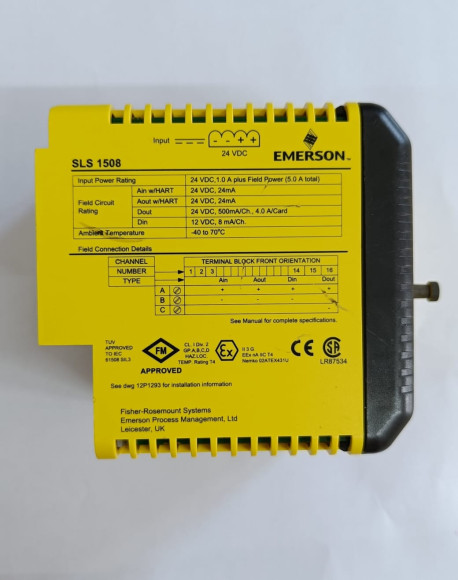 Input - - + +
24 VDC
SLS 1508
EMERSON
Input Power Rating 24 VDC,1.0 A plus Field Power (5.0 A total)
Field Circuit Rating Ain w/HART 24 VDC, 24mA
Aout w/HART 24 VDC, 24mA
Dout 24 VDC, 500mA/Ch., 4.0 A/Card
Din 12 VDC, 8 mA/Ch.
Ambient Temperature -40 to 70°C
Field Connection Details
CHANNEL TERMINAL BLOCK FRONT ORIENTATION
NUMBER 1 2 3 14 15 16
TYPE Ain Aout Din Dout
A + - + +
B - - -
C -
See Manual for complete specifications.
TUV
APPROVED
TO IEC
61508 SIL3
FM
APPROVED
CL, I Div. 2
GP,A,B,C,D
HAZ.LOC
TEMP. Rating T4
Ex
II 3 G
EEx nA IIC T4
Nemko 02ATEX431U
CE
SA
LR87534
See dwg 12P1293 for installation information
Fisher-Rosemount Systems
Emerson Process Management, Ltd
Leicester, UK